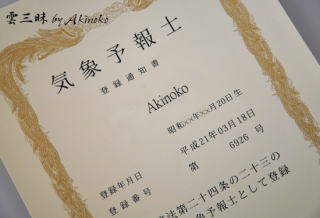 雲三昧 by Akinoko
気象予報士
登録通知書
Akinoko
昭和××年××月20日生
登録年月日 平成21年03月18日
登録番号 第 6926 号
法第二十四条の二十三の
象予報士として登録